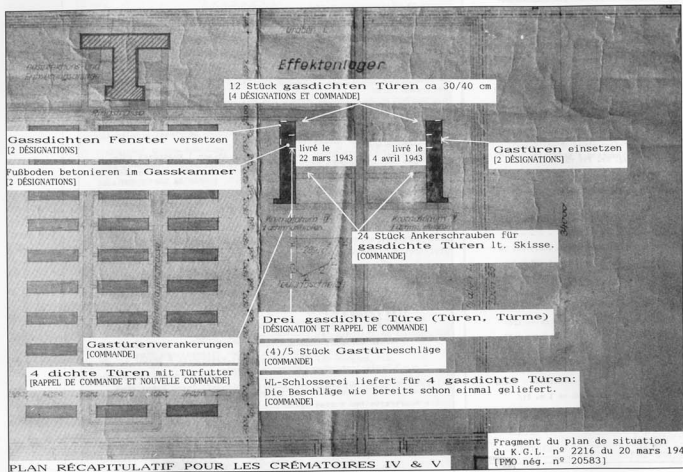 Effektenlager
12 Stück gasdichten Türen ca 30/40 cm
[4 DÉSIGNATIONS ET COMMANDE]
Gassdichten Fenster versetzen
[2 DÉSIGNATIONS]
livré le
22 mars 1943
livré le
4 avril 1943
Gastüren einsetzen
[2 DÉSIGNATIONS]
Fußboden betonieren im Gasskammer
[2 DÉSIGNATIONS]
24 Stück Ankerschrauben für
gasdichte Türen lt. Skisse.
[COMMANDE]
Drei gasdichte Türe (Türen, Türme)
[DÉSIGNATION ET RAPPEL DE COMMANDE]
Gastürenverankerungen
[COMMANDE]
(4)/5 Stück Gastürbeschläge
[COMMANDE]
4 dichte Türen mit Türfutter
[RAPPEL DE COMMANDE ET NOUVELLE COMMANDE]
WL-Schlosserei liefert für 4 gasdichte Türen:
Die Beschläge wie bereits schon einmal geliefert.
[COMMANDE]
Fragment du plan de situation
du K.G.L. nº 2216 du 20 mars 194
[PMO nég. nº 20583]
PLAN RÉCAPITULATIF POUR LES CRÉMATOIRES IV & V